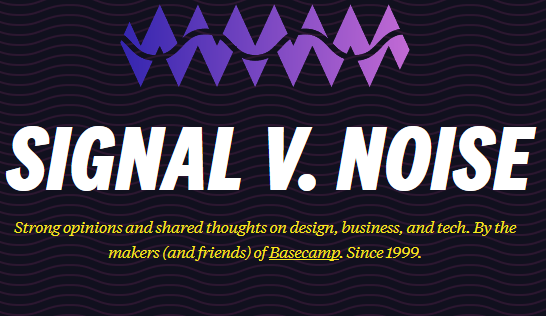 SIGNAL V. NOISE
Strong opinions and shared thoughts on design, business, and tech. By the
makers (and friends) of Basecamp. Since 1999.